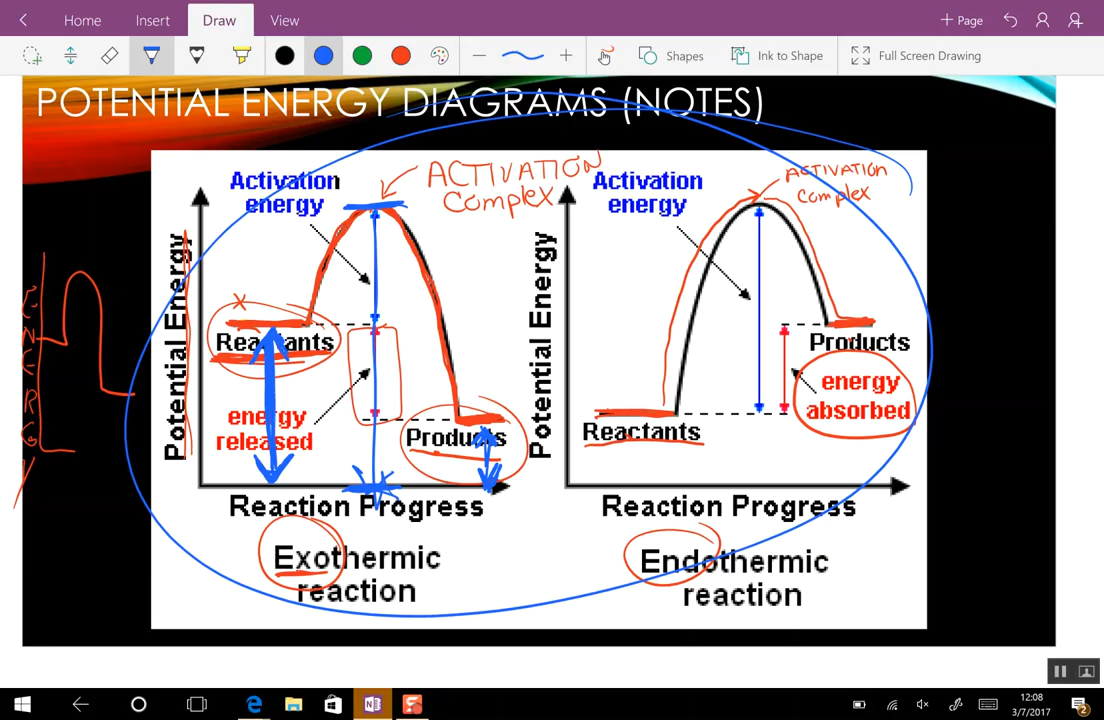 Home Insert Draw View
Page
Shapes Ink to Shape Full Screen Drawing
POTENTIAL ENERGY DIAGRAMS (NOTES)
Activation
energy
ACTIVATION
Complex
Potential Energy
Reactants
energy
released
Products
Reaction Progress
Exothermic
reaction
ENERGY
Activation
energy
ACTIVATION
Complex
Potential Energy
Reactants
Products
energy
absorbed
Reaction Progress
Endothermic
reaction
12:08
3/7/2017
2